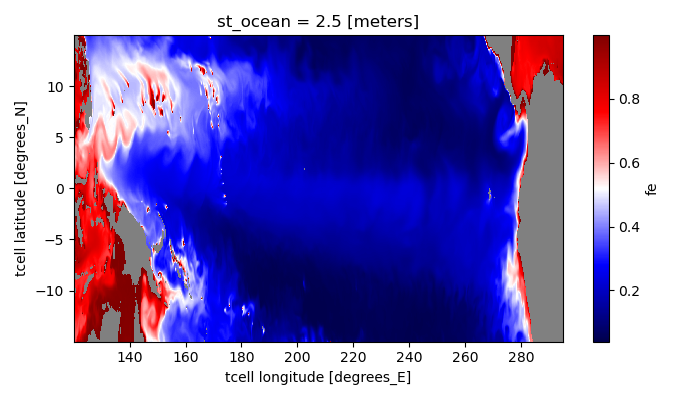 st_ocean = 2.5 [meters]
10
5
0
−5
−10
tcell latitude [degrees_N]
140 160 180 200 220 240 260 280
tcell longitude [degrees_E]
0.8
0.6
0.4
0.2
fe